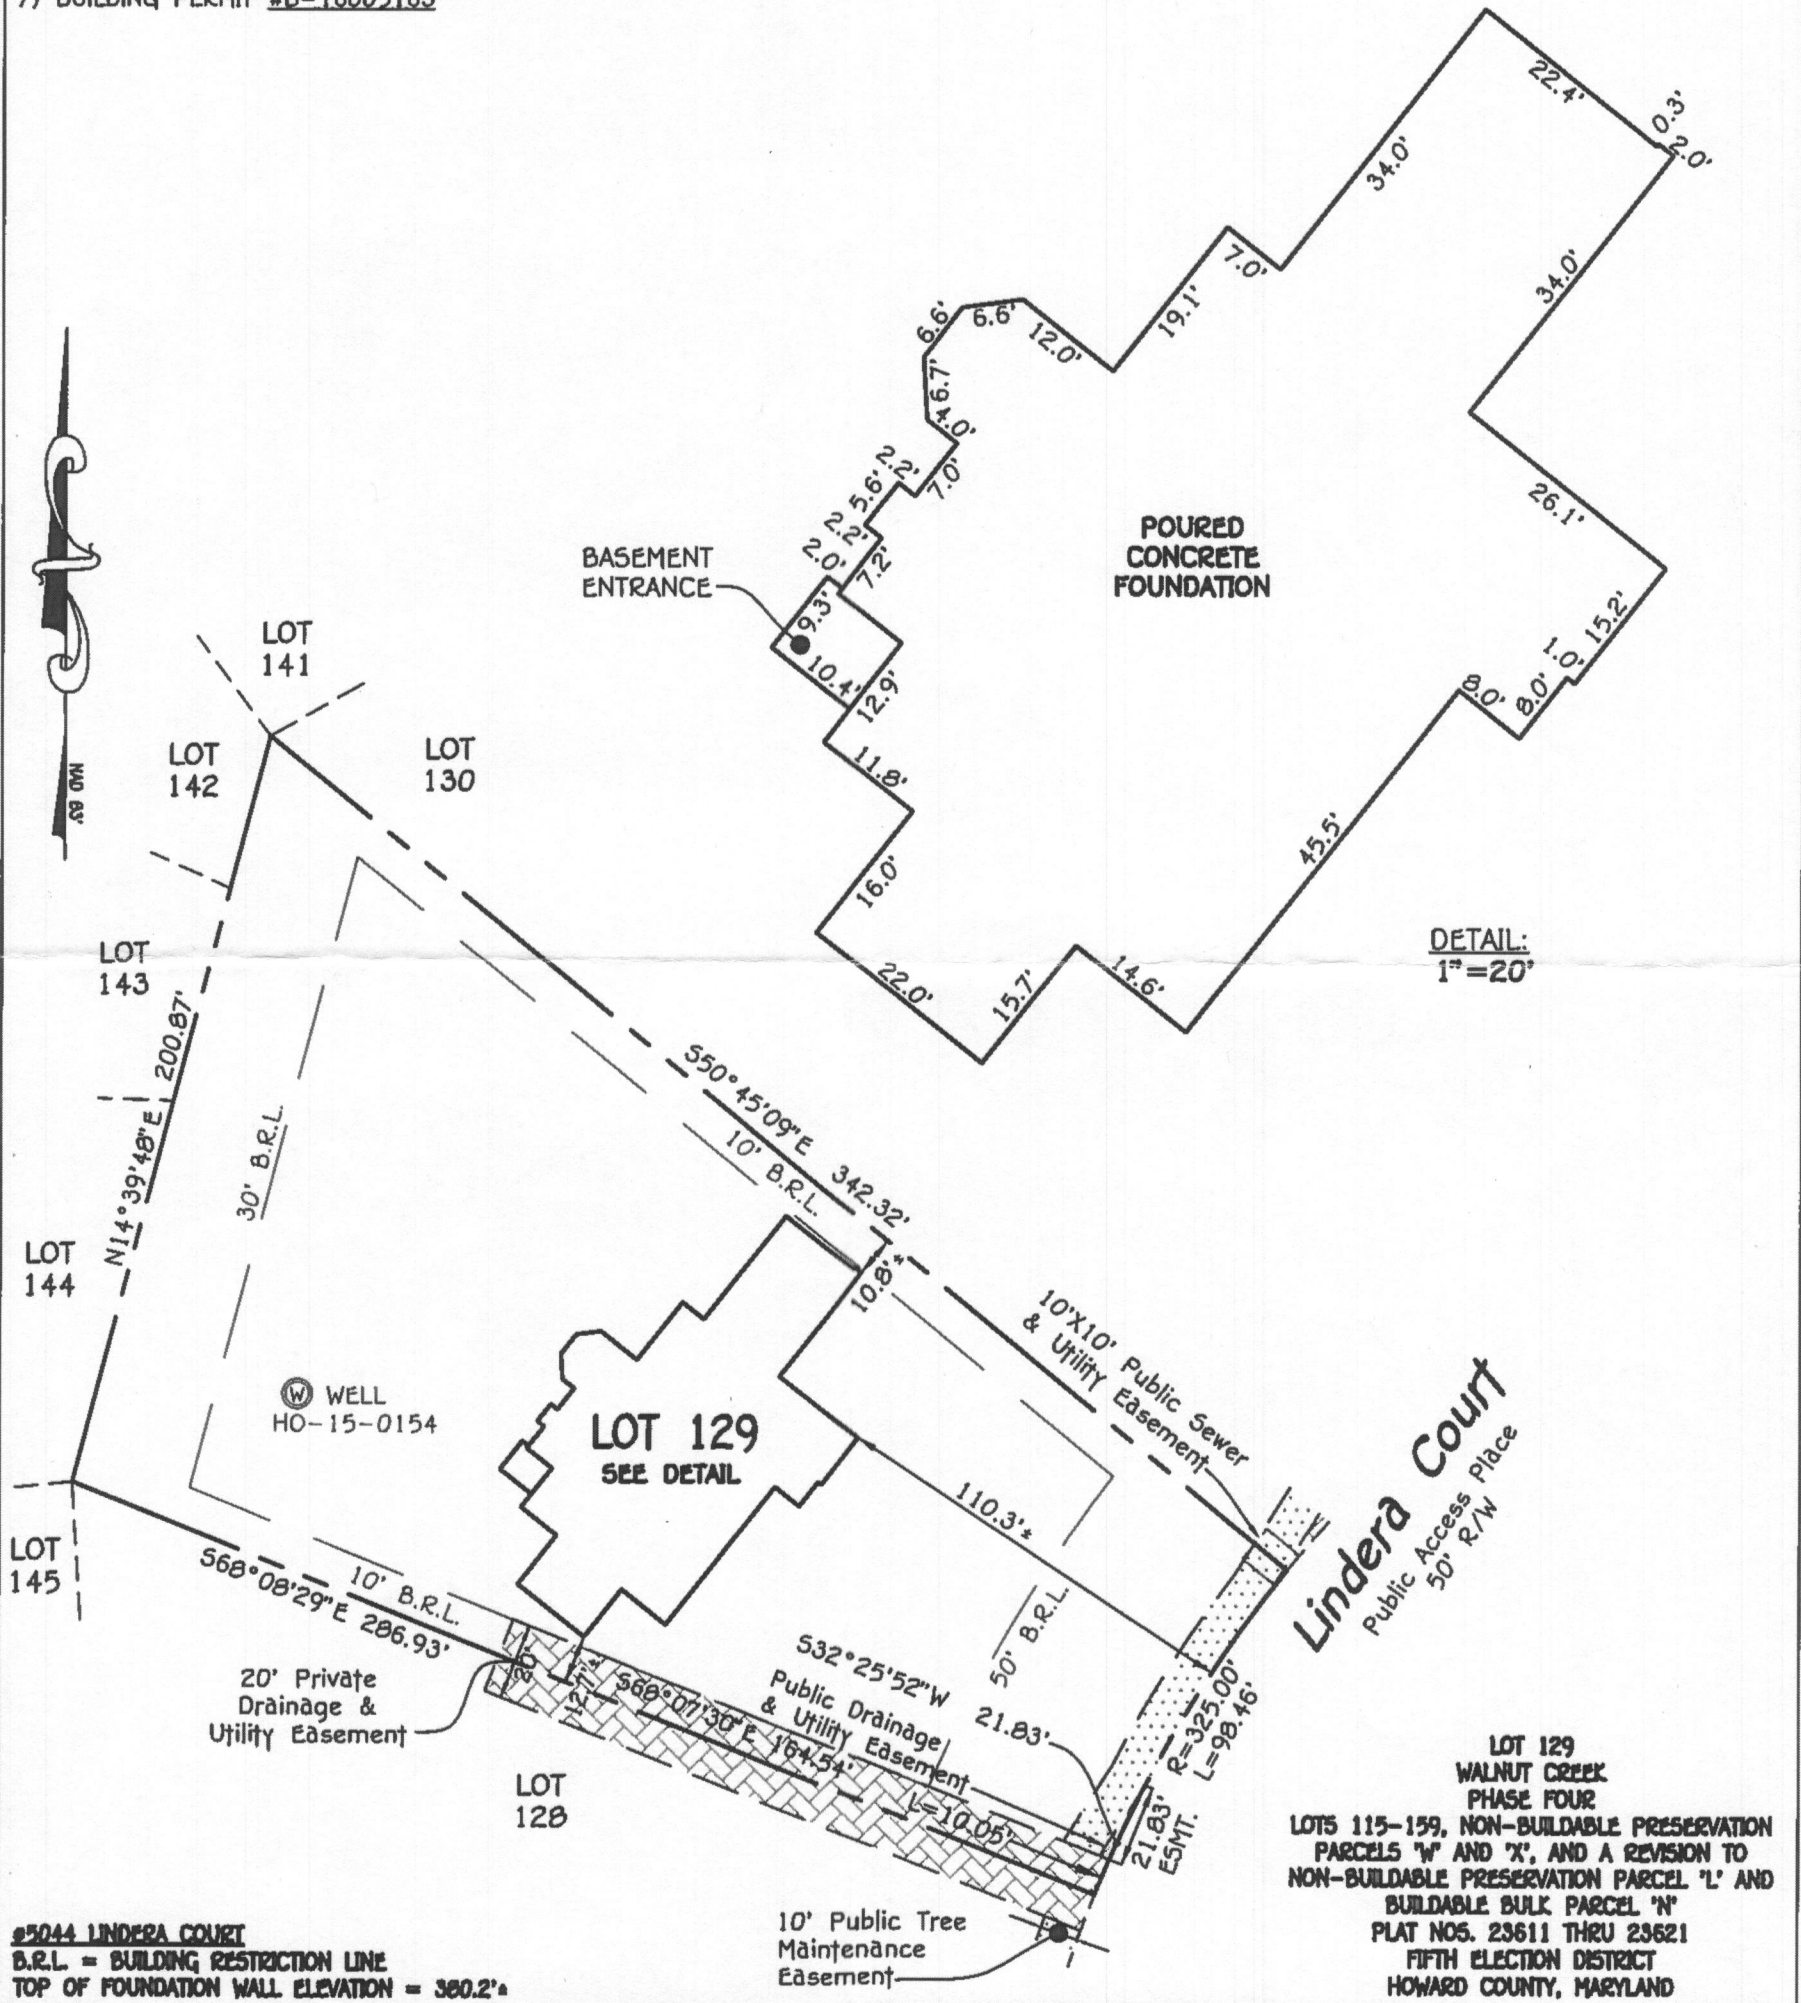 7) BUILDING PERMIT #B-16003163
22.4'
0.3'
2.0'
34.0'
34.0'
7.0'
19.1'
6.6'
6.6'
12.0'
6.7'
4.0'
7.0'
2.2'
5.6'
2.2'
2.0'
7.2'
BASEMENT
ENTRANCE
9.3'
10.4'
12.9'
11.8'
16.0'
22.0'
15.7'
14.6'
45.5'
8.0'
8.0'
1.0'
15.2'
26.1'
POURED
CONCRETE
FOUNDATION
DETAIL:
1"=20'
NAD 83'
LOT
141
LOT
142
LOT
130
LOT
143
LOT
144
LOT
145
N14°39'48"E 200.87'
30' B.R.L.
S50°45'09"E 342.32'
10' B.R.L.
10.8'±
WELL
HO-15-0154
W
LOT 129
SEE DETAIL
110.3'±
50' B.R.L.
10'X10' Public Sewer
& Utility Easement
Lindera Court
Public Access Place
50' R/W
S68°08'29"E 286.93'
10' B.R.L.
20'
12.7'±
20' Private
Drainage &
Utility Easement
S68°07'30"E 164.54'
Public Drainage
& Utility Easement
S32°25'52"W 21.83'
R=325.00'
L=98.46'
L=10.05'
21.83'
ESMT.
LOT
128
10' Public Tree
Maintenance
Easement
#5044 LINDERA COURT
B.R.L. = BUILDING RESTRICTION LINE
TOP OF FOUNDATION WALL ELEVATION = 380.2'±
LOT 129
WALNUT CREEK
PHASE FOUR
LOTS 115-159, NON-BUILDABLE PRESERVATION
PARCELS 'W' AND 'X', AND A REVISION TO
NON-BUILDABLE PRESERVATION PARCEL 'L' AND
BUILDABLE BULK PARCEL 'N'
PLAT NOS. 23611 THRU 23621
FIFTH ELECTION DISTRICT
HOWARD COUNTY, MARYLAND